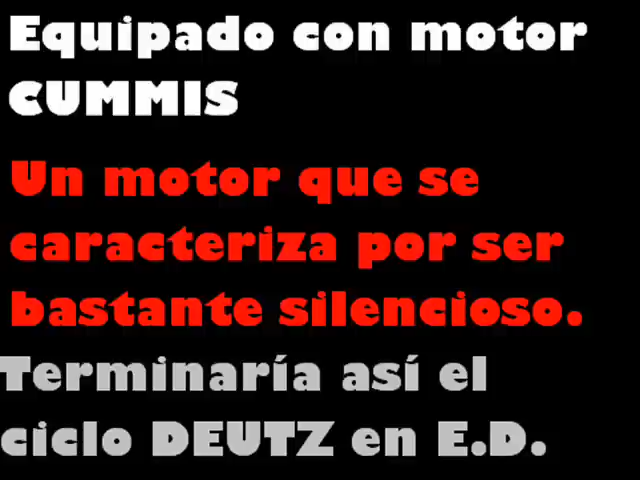 Equipado con motor
CUMMIS
Un motor que se
caracteriza por ser
bastante silencioso.
Terminaría así el
ciclo DEUTZ en E.D.